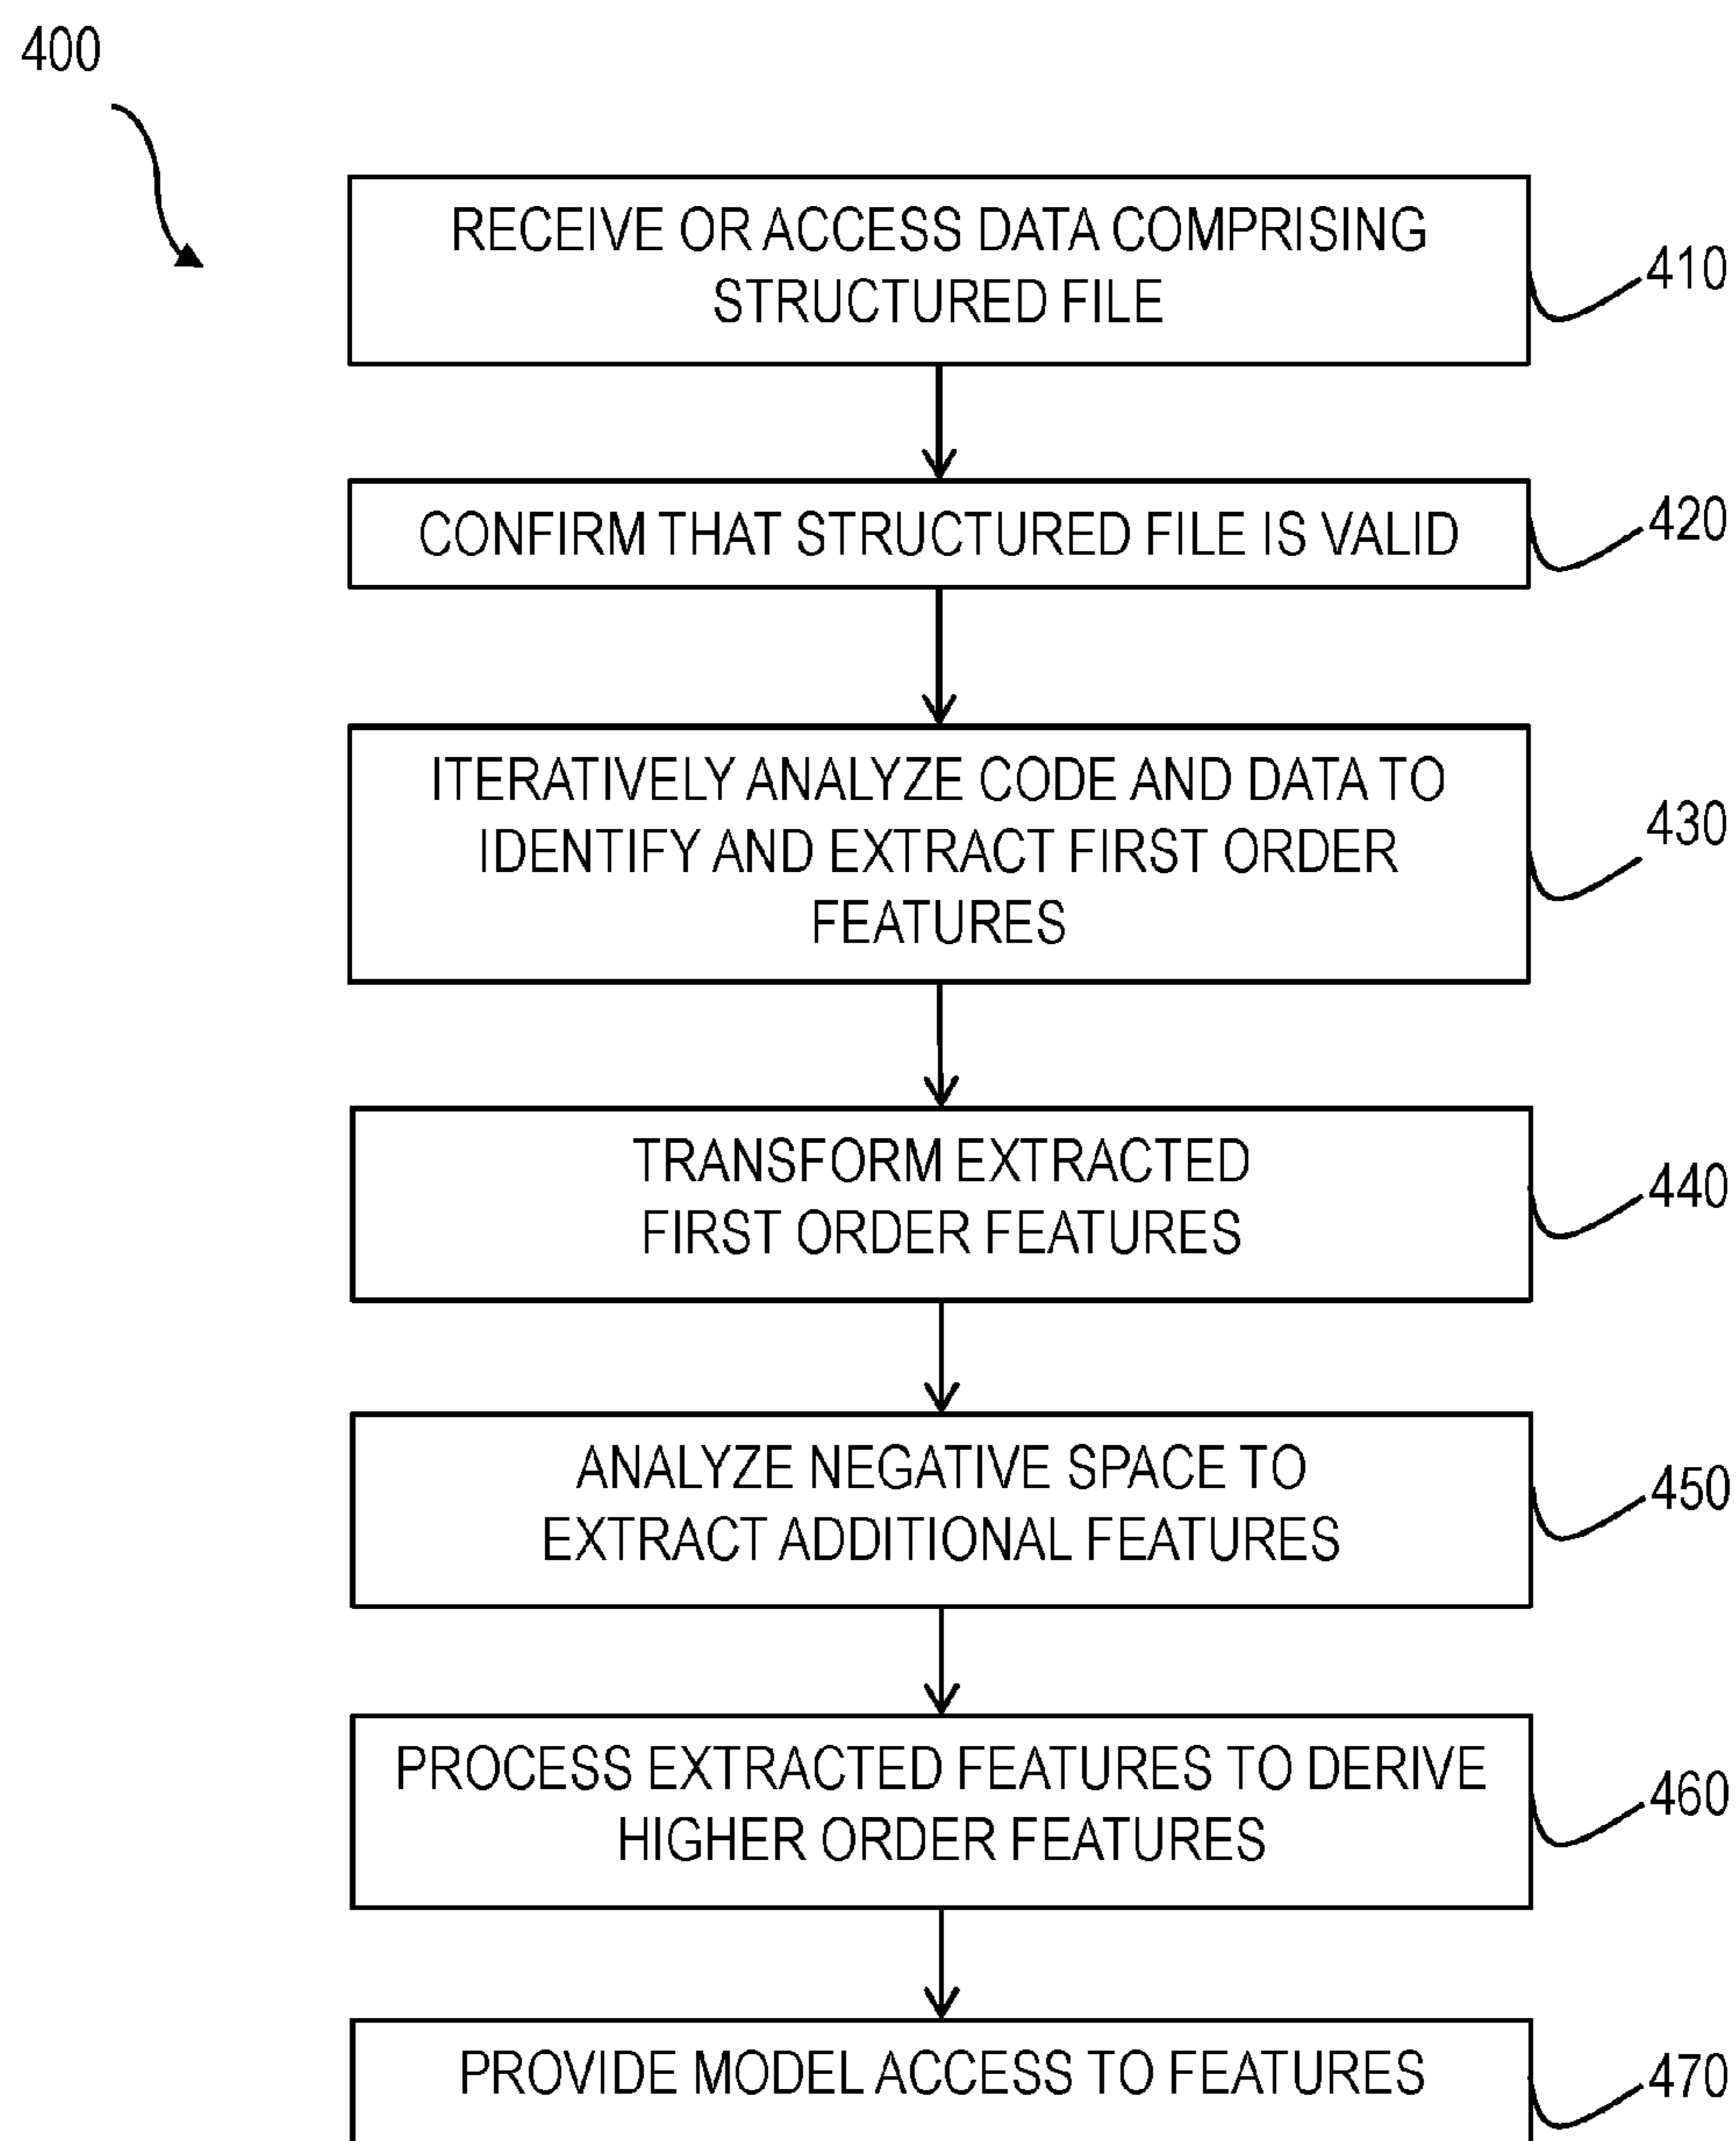 400
RECEIVE OR ACCESS DATA COMPRISING
STRUCTURED FILE
410
CONFIRM THAT STRUCTURED FILE IS VALID
420
ITERATIVELY ANALYZE CODE AND DATA TO
IDENTIFY AND EXTRACT FIRST ORDER
FEATURES
430
TRANSFORM EXTRACTED
FIRST ORDER FEATURES
440
ANALYZE NEGATIVE SPACE TO
EXTRACT ADDITIONAL FEATURES
450
PROCESS EXTRACTED FEATURES TO DERIVE
HIGHER ORDER FEATURES
460
PROVIDE MODEL ACCESS TO FEATURES
470